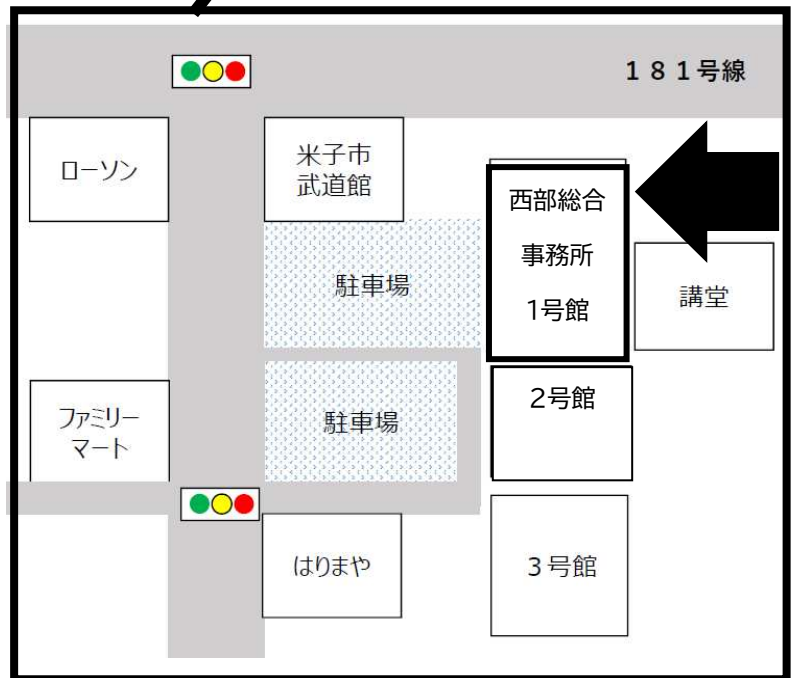 181号線
ローソン
米子市
武道館
西部総合
事務所
1号館
駐車場
講堂
ファミリー
マート
駐車場
2号館
はりまや
3号館